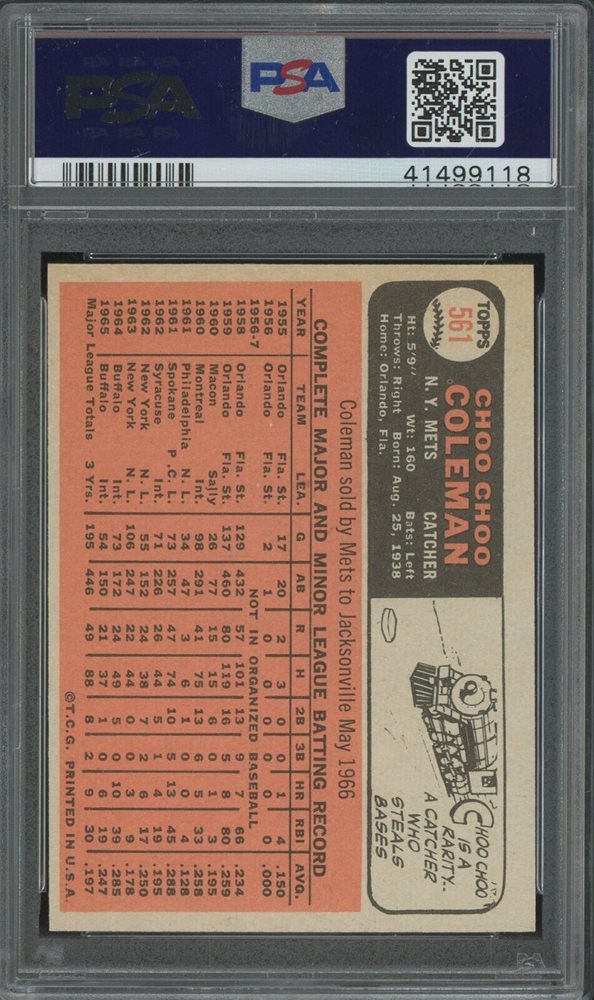 PSA
PSA
41499118
TOPPS
561
CHOO CHOO
COLEMAN
N. Y. METS CATCHER
Ht: 5'9" Wt: 160 Bats: Left
Throws: Right Born: Aug. 25, 1938
Home: Orlando, Fla.
CHOO CHOO
IS A
RARITY..
A CATCHER
WHO
STEALS
BASES
Coleman sold by Mets to Jacksonville May 1966
COMPLETE MAJOR AND MINOR LEAGUE BATTING RECORD
YEAR TEAM LEA. G AB R H 2B 3B HR RBI AVG.
1955 Orlando Fla. St. 17 20 2 3 0 0 1 4 .150
1956 Orlando Fla. St. 2 1 0 0 0 0 0 0 .000
1956-7 NOT IN ORGANIZED BASEBALL
1958 Orlando Fla. St. 129 432 57 101 13 9 66 .234
1959 Orlando Fla. St. 137 460 80 119 16 5 8 80 .259
1960 Macon Sally 26 77 15 15 6 0 1 3 .195
1960 Montreal Int. 98 291 41 75 13 5 33 .258
1961 Philadelphia N. L. 34 47 3 6 1 0 0 4 .128
1961 Spokane P. C. L. 73 257 47 74 10 5 13 45 .288
1962 Syracuse Int. 71 226 26 44 5 1 4 19 .195
1962 New York N. L. 55 152 24 38 7 2 6 17 .250
1963 New York N. L. 106 247 22 44 0 0 3 9 .178
1964 Buffalo Int. 73 172 24 49 5 0 10 39 .285
1965 Buffalo Int. 54 150 21 37 1 19 .247
Major League Totals 3 Yrs. 195 446 49 88 8 2 9 30 .197
©T.C.G. PRINTED IN U.S.A.